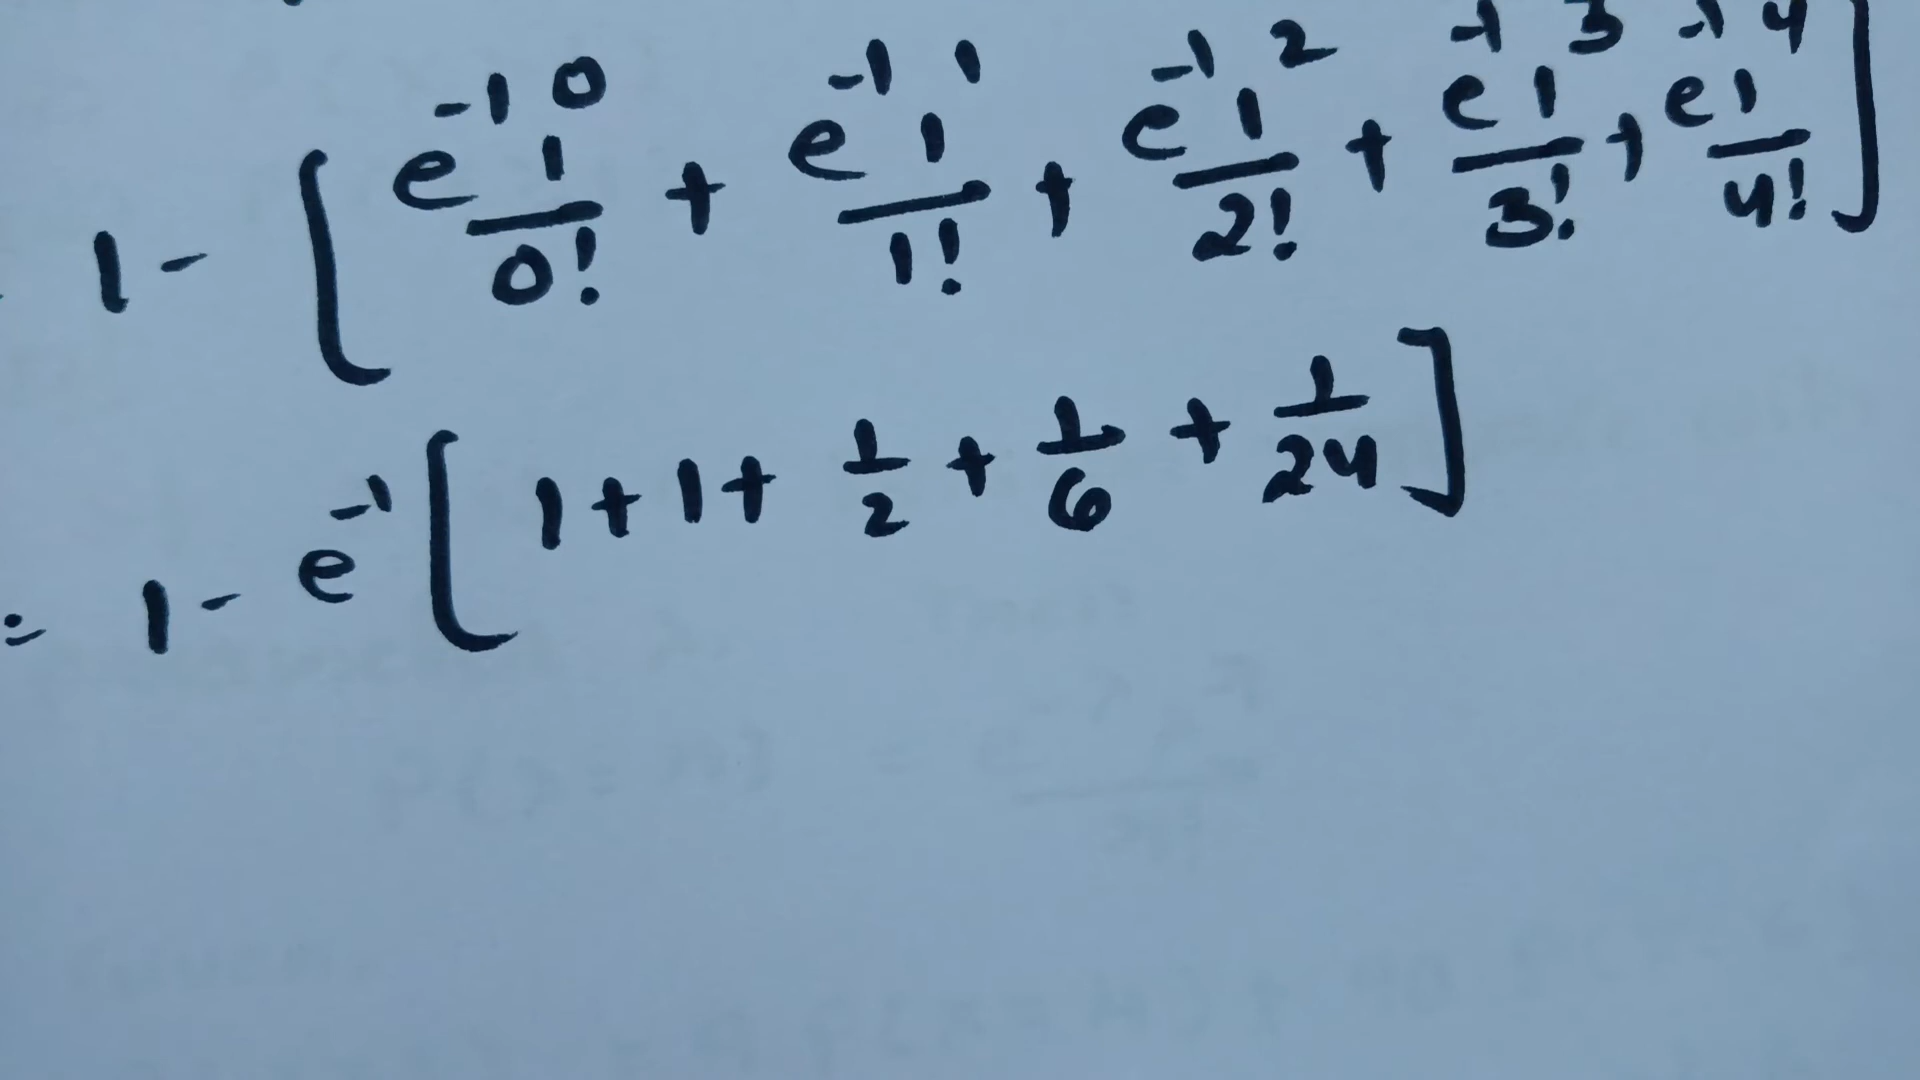 1 - [ e^-1 1^0/0! + e^-1 1^1/1! + e^-1 1^2/2! + e^-1 1^3/3! + e^-1 1^4/4! ]
= 1 - e^-1 [ 1 + 1 + 1/2 + 1/6 + 1/24 ]